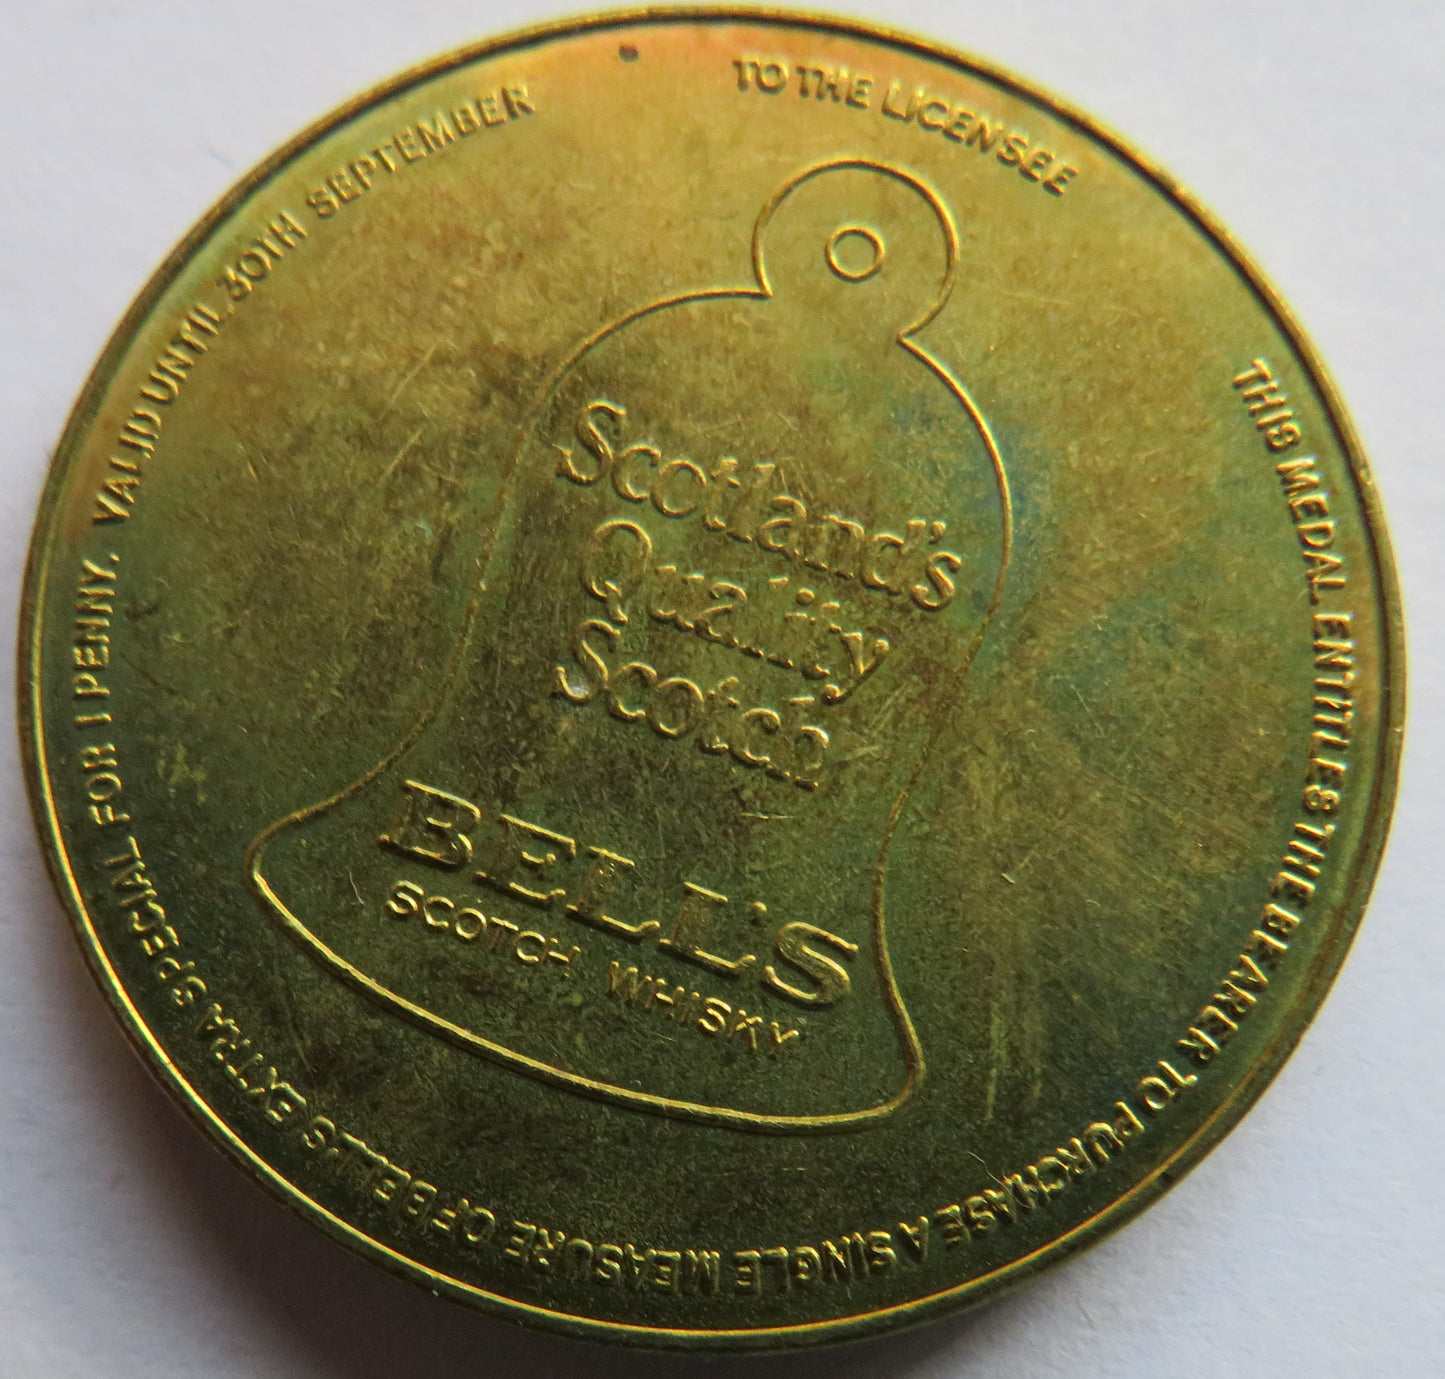 TO THE LICENSEE
THIS MEDAL ENTITLES THE BEARER TO PURCHASE A SINGLE MEASURE OF BELL'S EXTRA SPECIAL FOR 1 PENNY. VALID UNTIL 30TH SEPTEMBER
Scotland's
Quality
Scotch
BELL'S
SCOTCH WHISKY